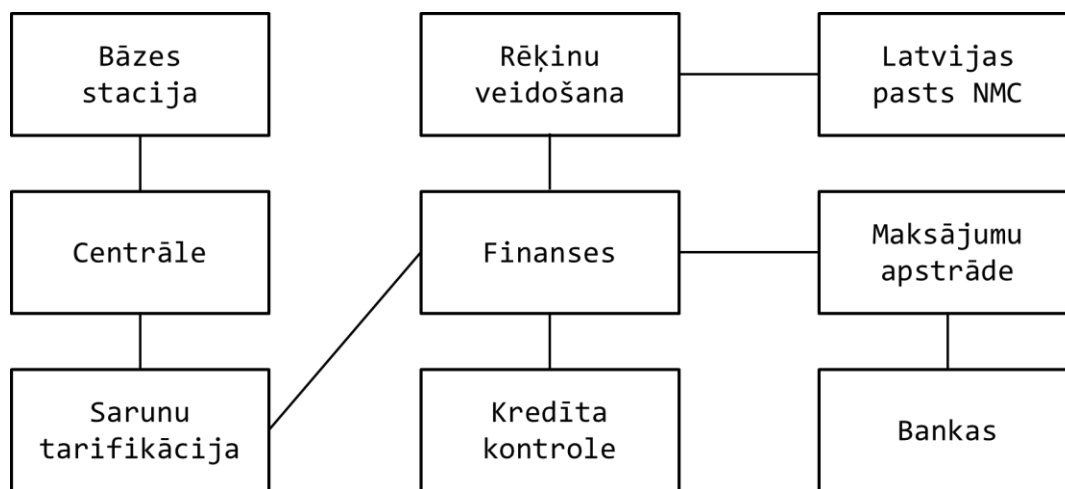 Bāzes
stacija
Rēķinu
veidošana
Latvijas
pasts NMC
Centrāle
Finanses
Maksājumu
apstrāde
Sarunu
tarifikācija
Kredīta
kontrole
Bankas